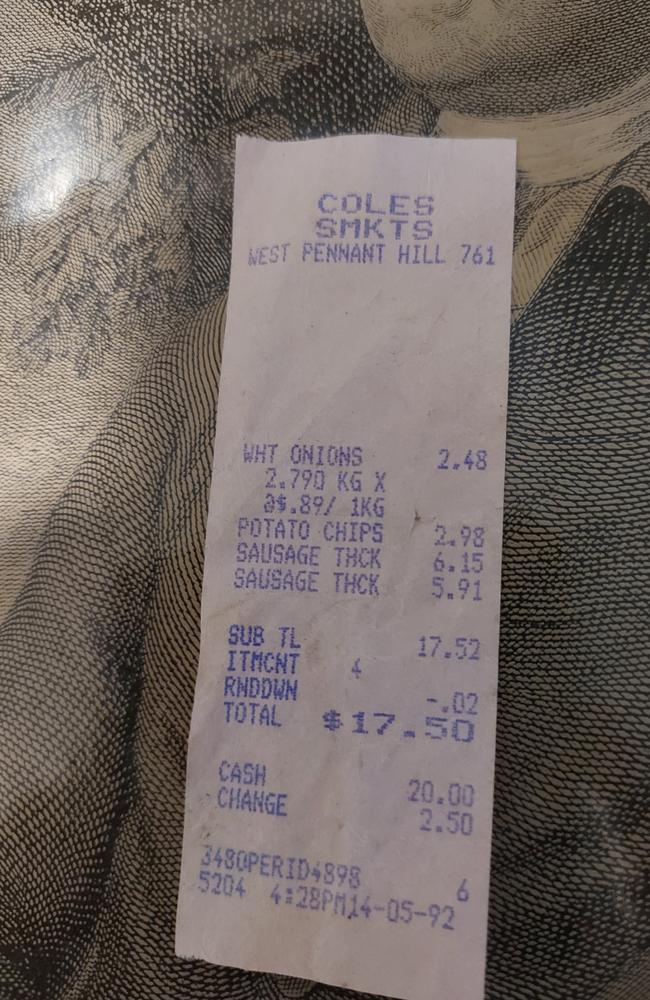 COLES
SMKTS
WEST PENNANT HILL 761
WHT ONIONS 2.48
2.790 KG X
@$.89/ 1KG
POTATO CHIPS 2.98
SAUSAGE THCK 6.15
SAUSAGE THCK 5.91
SUB TL 17.52
ITMCNT 4
RNDDWN -.02
TOTAL $17.50
CASH 20.00
CHANGE 2.50
3480PERID4898 6
5204 4:28PM14-05-92